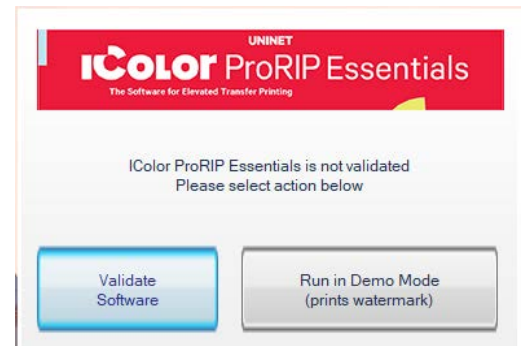 UNINET
IColor ProRIP Essentials
The Software for Elevated Transfer Printing
IColor ProRIP Essentials is not validated
Please select action below
Validate
Software
Run in Demo Mode
(prints watermark)